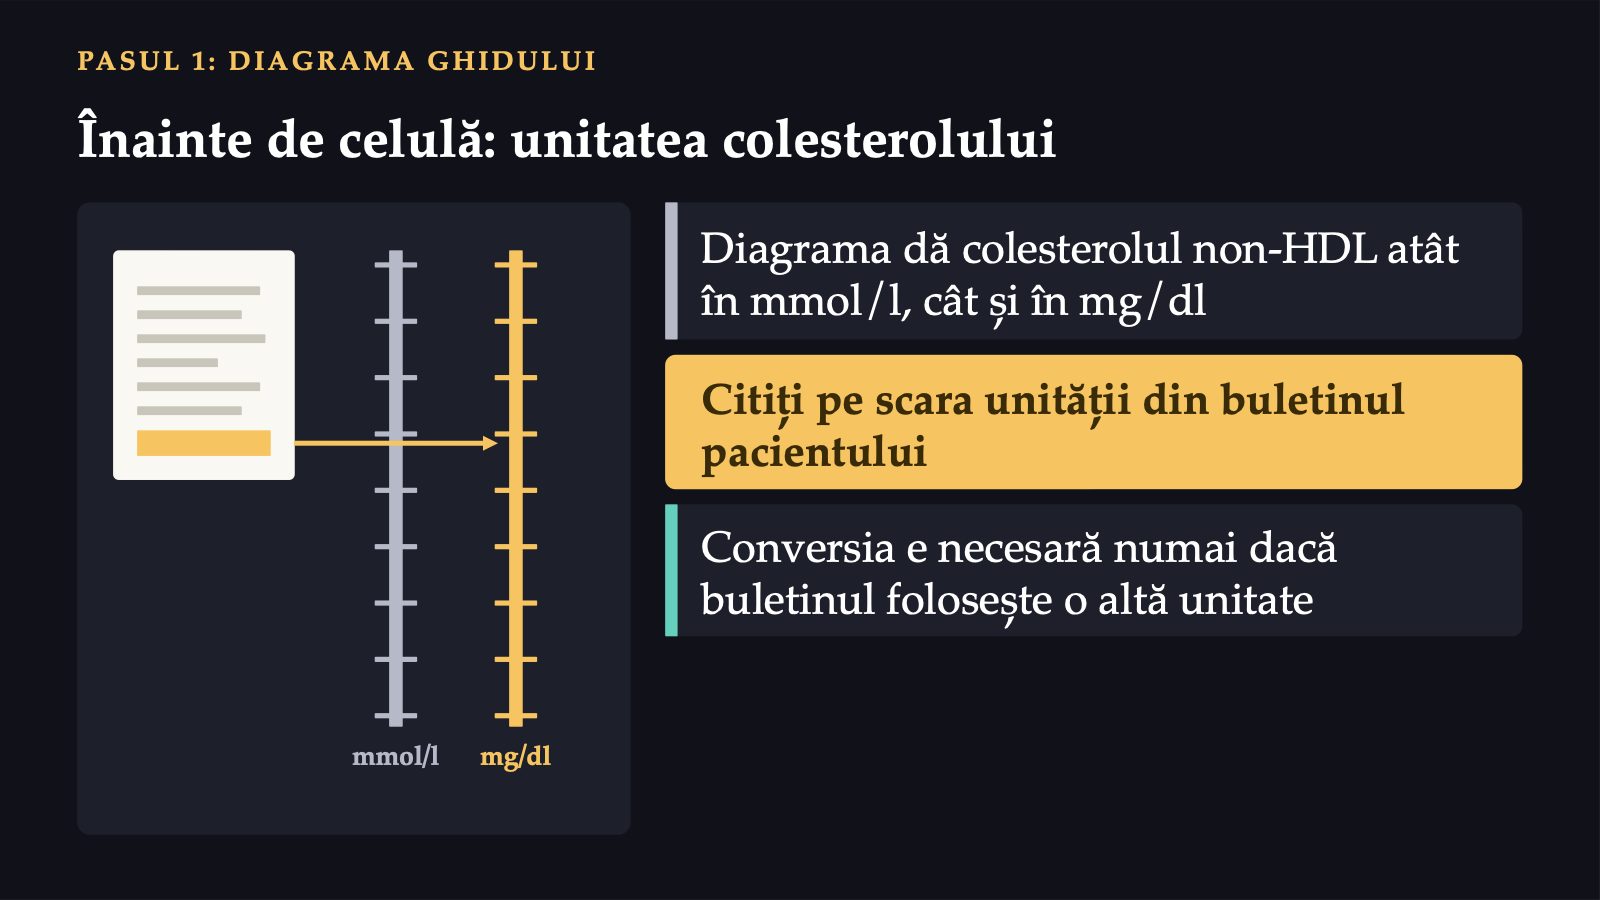 PASUL 1: DIAGRAMA GHIDULUI
Înainte de celulă: unitatea colesterolului
mmol/l
mg/dl
Diagrama dă colesterolul non-HDL atât
în mmol/l, cât și în mg/dl
Citiți pe scara unității din buletinul
pacientului
Conversia e necesară numai dacă
buletinul folosește o altă unitate